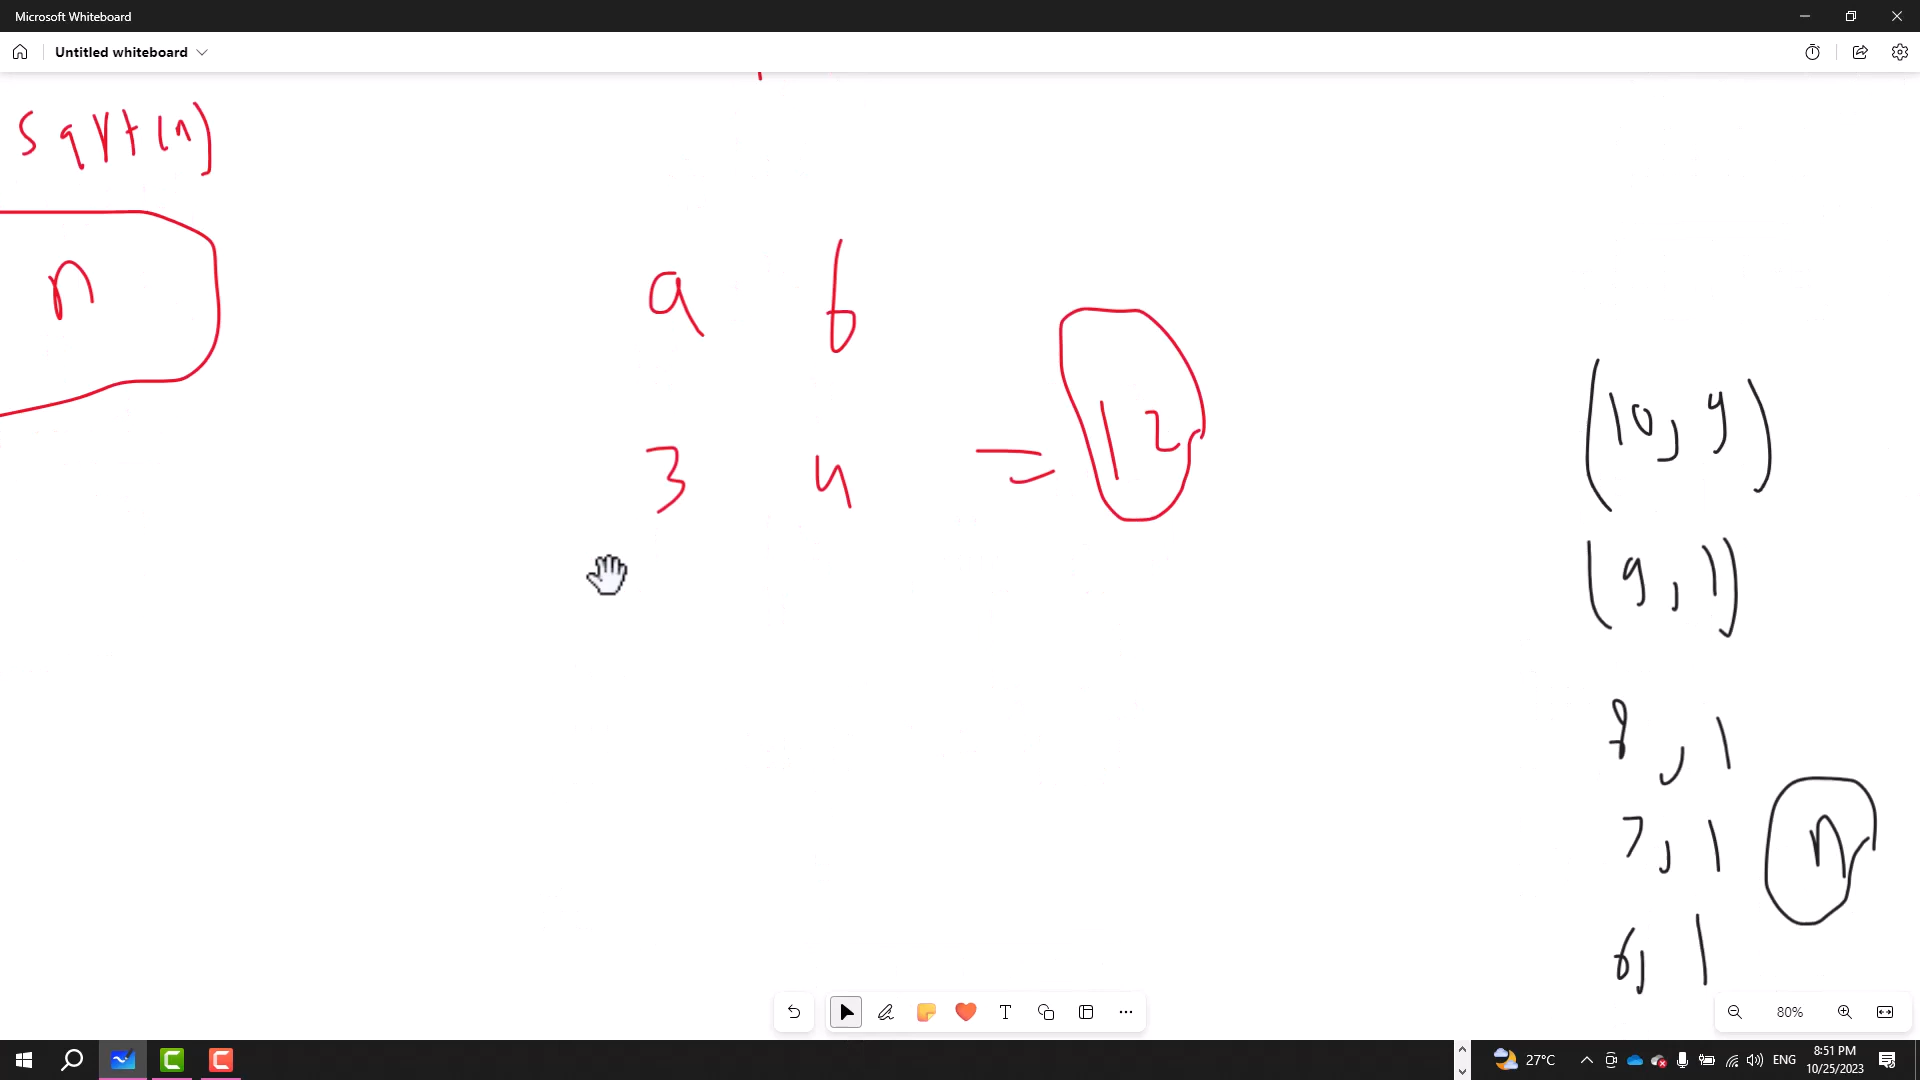 Microsoft Whiteboard
Untitled whiteboard
sqrt(n)
n
a b
3 4 = 12
(10, 9)
(9, 1)
8, 1
7, 1
n
6, 1
80%
27°C
ENG
8:51 PM
10/25/2023